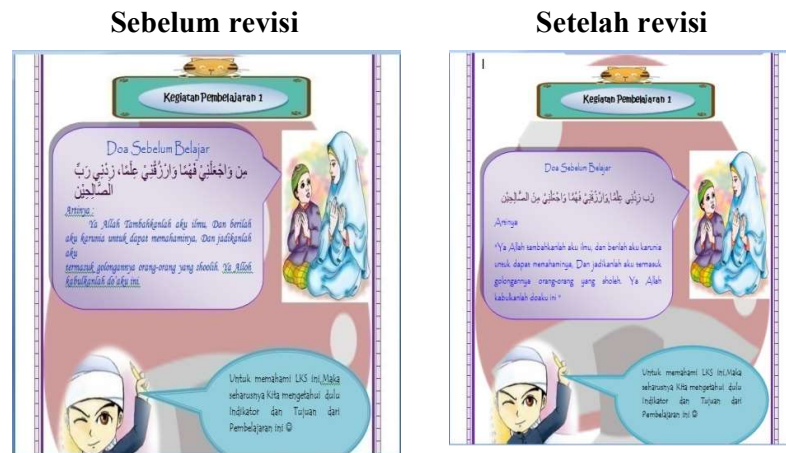 Sebelum revisi
Kegiatan Pembelajaran 1
Doa Sebelum Belajar
مِن وَاجْعَلْنِيْ فَهْمًا وَارْزُقْنِيْ عِلْمًا، زِدْنِي رَبِّ
الصَّالِحِيْنَ
Artinya :
Ya Allah Tambahkanlah aku ilmu. Dan berilah
aku karunia untuk dapat memahaminya. Dan jadikanlah
aku
termasuk golongannya orang-orang yang shoolih. Ya Alloh
kabulkanlah do'aku ini.
Untuk memahami LKS ini,Maka
seharusnya Kita mengetahui dulu
Indikator dan Tujuan dari
Pembelajaran ini ☺
Setelah revisi
Kegiatan Pembelajaran 1
Doa Sebelum Belajar
رَب زِدْنِي عِلْمًا،وَارْزُقْنِيْ فَهْمًا وَاجْعَلْنِيْ مِنَ الصَّالِحِيْنَ
Artinya
"Ya Allah tambahkanlah aku ilmu, dan berilah aku karunia
untuk dapat memahaminya, Dan jadikanlah aku termasuk
golongannya orang-orang yang sholeh. Ya Allah
kabulkanlah doaku ini "
Untuk memahami LKS ini,Maka
seharusnya Kita mengetahui dulu
Indikator dan Tujuan dari
Pembelajaran ini ☺